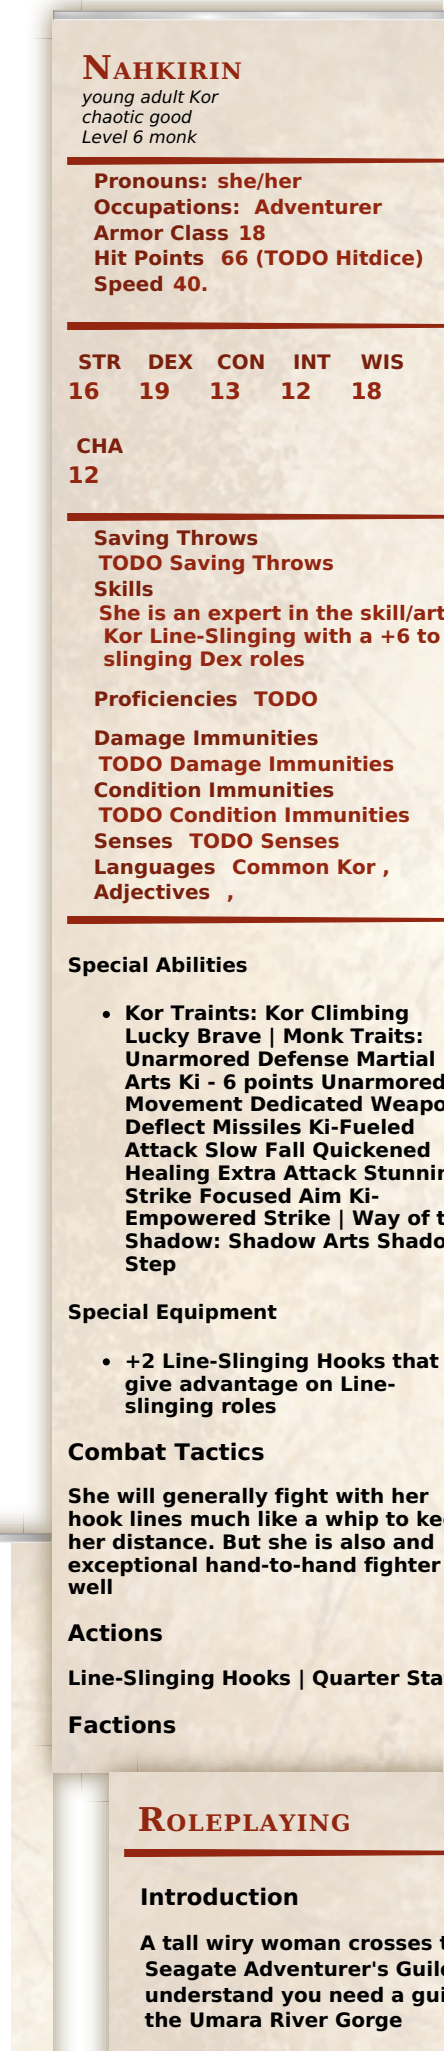 NAHKIRIN
young adult Kor
chaotic good
Level 6 monk
Pronouns: she/her
Occupations: Adventurer
Armor Class 18
Hit Points 66 (TODO Hitdice)
Speed 40.
STR DEX CON INT WIS
16 19 13 12 18
CHA
12
Saving Throws
TODO Saving Throws
Skills
She is an expert in the skill/art
Kor Line-Slinging with a +6 to
slinging Dex roles
Proficiencies TODO
Damage Immunities
TODO Damage Immunities
Condition Immunities
TODO Condition Immunities
Senses TODO Senses
Languages Common Kor ,
Adjectives ,
Special Abilities
• Kor Traints: Kor Climbing
Lucky Brave | Monk Traits:
Unarmored Defense Martial
Arts Ki - 6 points Unarmored
Movement Dedicated Weapo
Deflect Missiles Ki-Fueled
Attack Slow Fall Quickened
Healing Extra Attack Stunnin
Strike Focused Aim Ki-
Empowered Strike | Way of t
Shadow: Shadow Arts Shado
Step
Special Equipment
• +2 Line-Slinging Hooks that
give advantage on Line-
slinging roles
Combat Tactics
She will generally fight with her
hook lines much like a whip to ke
her distance. But she is also and
exceptional hand-to-hand fighter
well
Actions
Line-Slinging Hooks | Quarter Sta
Factions
ROLEPLAYING
Introduction
A tall wiry woman crosses t
Seagate Adventurer's Guil
understand you need a gui
the Umara River Gorge